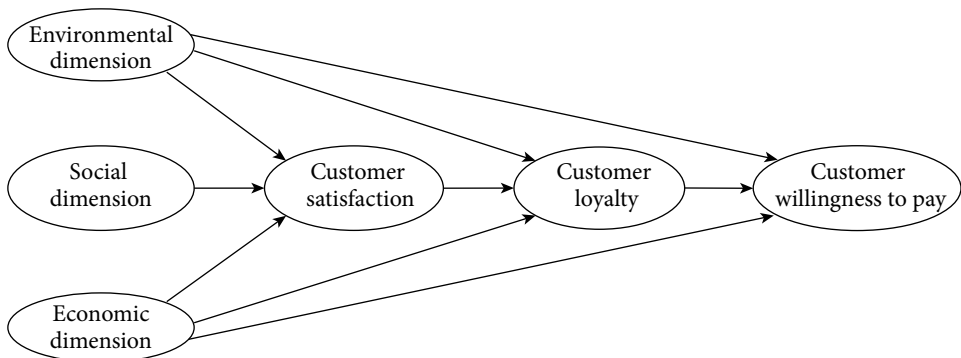 Environmental
dimension
Social
dimension
Customer
satisfaction
Customer
loyalty
Customer
willingness to pay
Economic
dimension